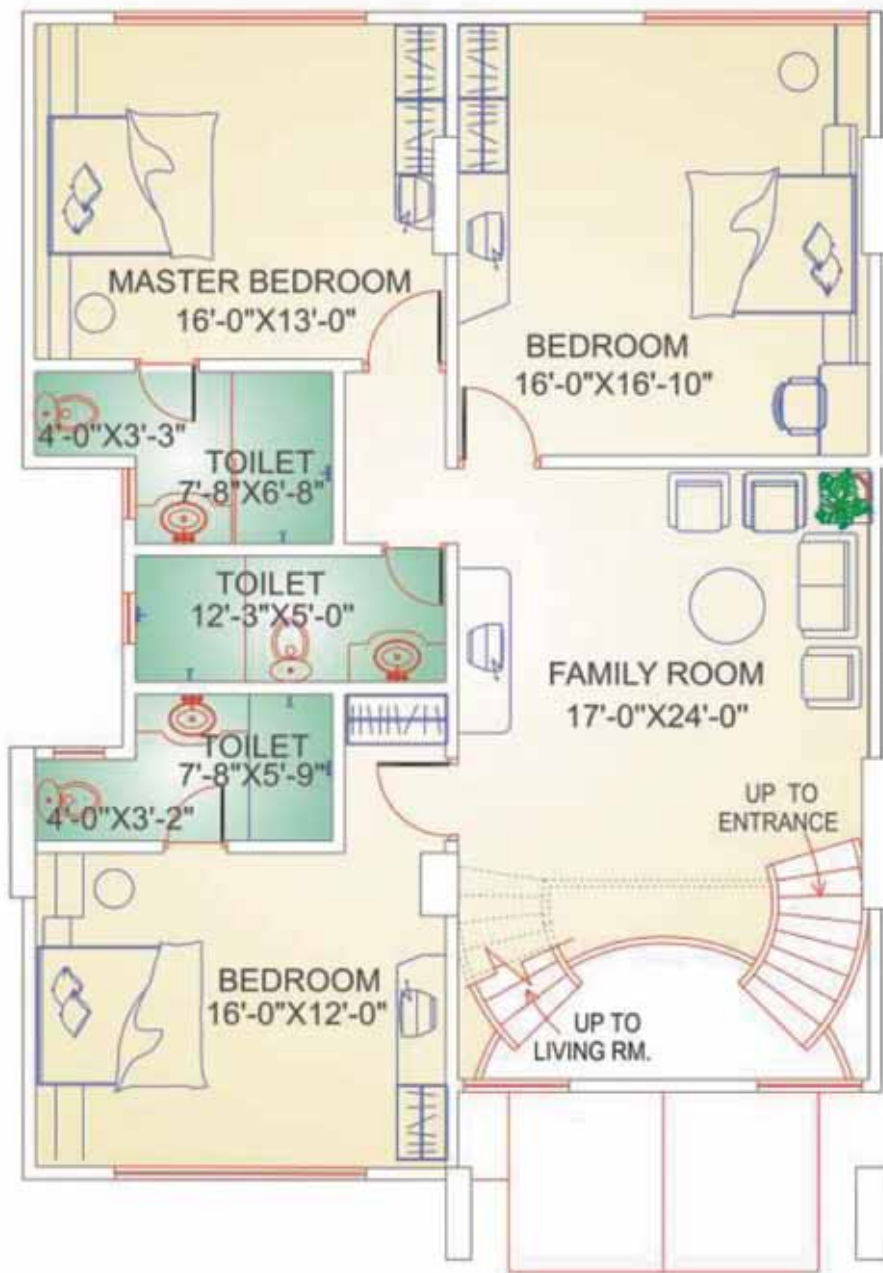 MASTER BEDROOM
16'-0"X13'-0"
BEDROOM
16'-0"X16'-10"
4'-0"X3'-3"
TOILET
7'-8"X6'-8"
TOILET
12'-3"X5'-0"
FAMILY ROOM
17'-0"X24'-0"
TOILET
7'-8"X5'-9"
4'-0"X3'-2"
UP TO
ENTRANCE
BEDROOM
16'-0"X12'-0"
UP TO
LIVING RM.